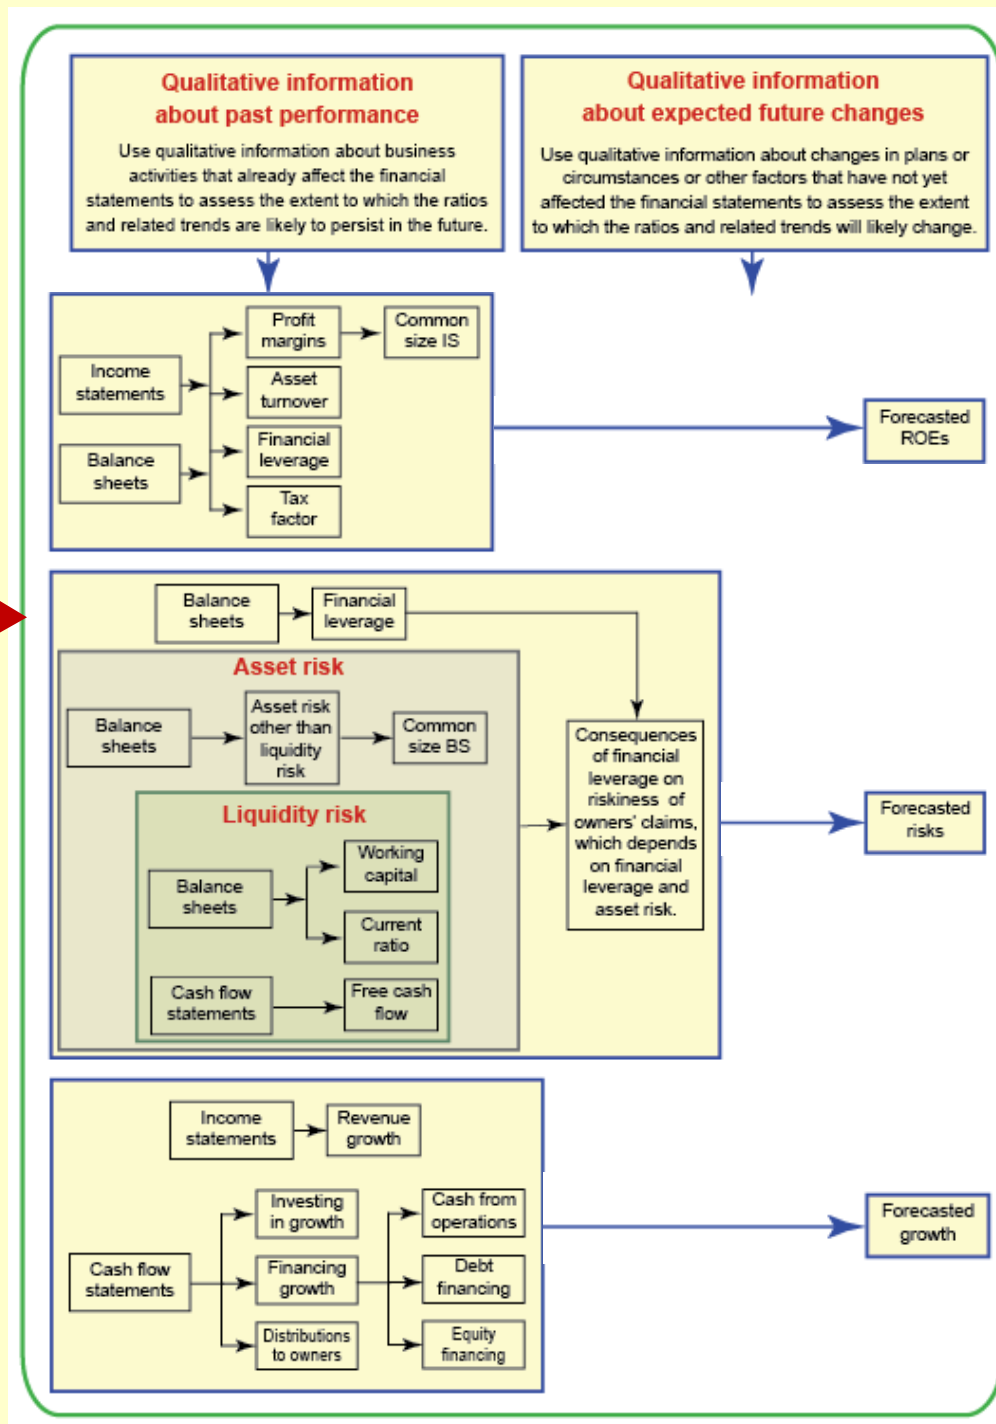 Qualitative information
about past performance
Use qualitative information about business
activities that already affect the financial
statements to assess the extent to which the ratios
and related trends are likely to persist in the future.
Qualitative information
about expected future changes
Use qualitative information about changes in plans or
circumstances or other factors that have not yet
affected the financial statements to assess the extent
to which the ratios and related trends will likely change.
Income
statements
Balance
sheets
Profit
margins
Common
size IS
Asset
turnover
Financial
leverage
Tax
factor
Forecasted
ROEs
Balance
sheets
Financial
leverage
Asset risk
Balance
sheets
Asset risk
other than
liquidity
risk
Common
size BS
Liquidity risk
Balance
sheets
Working
capital
Current
ratio
Cash flow
statements
Free cash
flow
Consequences
of financial
leverage on
riskiness of
owners' claims,
which depends
on financial
leverage and
asset risk.
Forecasted
risks
Income
statements
Revenue
growth
Cash flow
statements
Investing
in growth
Financing
growth
Distributions
to owners
Cash from
operations
Debt
financing
Equity
financing
Forecasted
growth